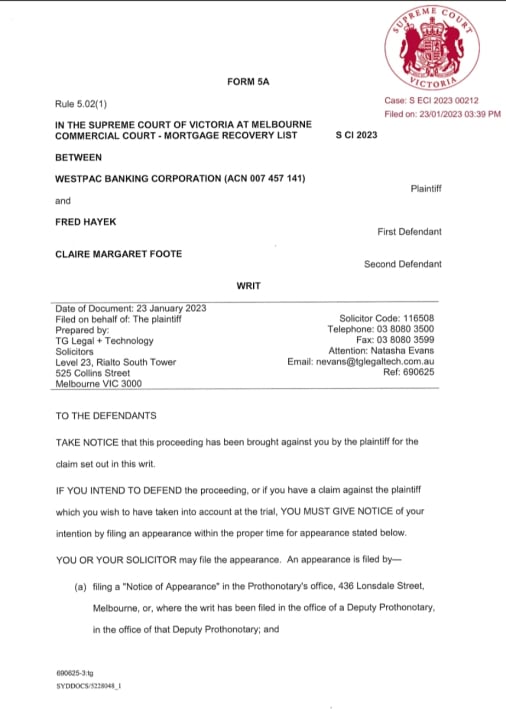 SUPREME COURT
VICTORIA
Case: S ECI 2023 00212
Filed on: 23/01/2023 03:39 PM
FORM 5A
Rule 5.02(1)
IN THE SUPREME COURT OF VICTORIA AT MELBOURNE
COMMERCIAL COURT - MORTGAGE RECOVERY LIST S CI 2023
BETWEEN
WESTPAC BANKING CORPORATION (ACN 007 457 141)
Plaintiff
and
FRED HAYEK
First Defendant
CLAIRE MARGARET FOOTE
Second Defendant
WRIT
Date of Document: 23 January 2023
Filed on behalf of: The plaintiff Solicitor Code: 116508
Prepared by: Telephone: 03 8080 3500
TG Legal + Technology Fax: 03 8080 3599
Solicitors Attention: Natasha Evans
Level 23, Rialto South Tower Email: nevans@tglegaltech.com.au
525 Collins Street Ref: 690625
Melbourne VIC 3000
TO THE DEFENDANTS
TAKE NOTICE that this proceeding has been brought against you by the plaintiff for the
claim set out in this writ.
IF YOU INTEND TO DEFEND the proceeding, or if you have a claim against the plaintiff
which you wish to have taken into account at the trial, YOU MUST GIVE NOTICE of your
intention by filing an appearance within the proper time for appearance stated below.
YOU OR YOUR SOLICITOR may file the appearance. An appearance is filed by—
(a) filing a "Notice of Appearance" in the Prothonotary's office, 436 Lonsdale Street,
Melbourne, or, where the writ has been filed in the office of a Deputy Prothonotary,
in the office of that Deputy Prothonotary; and
690625-3:tg
SYDDOCS/5228048_1